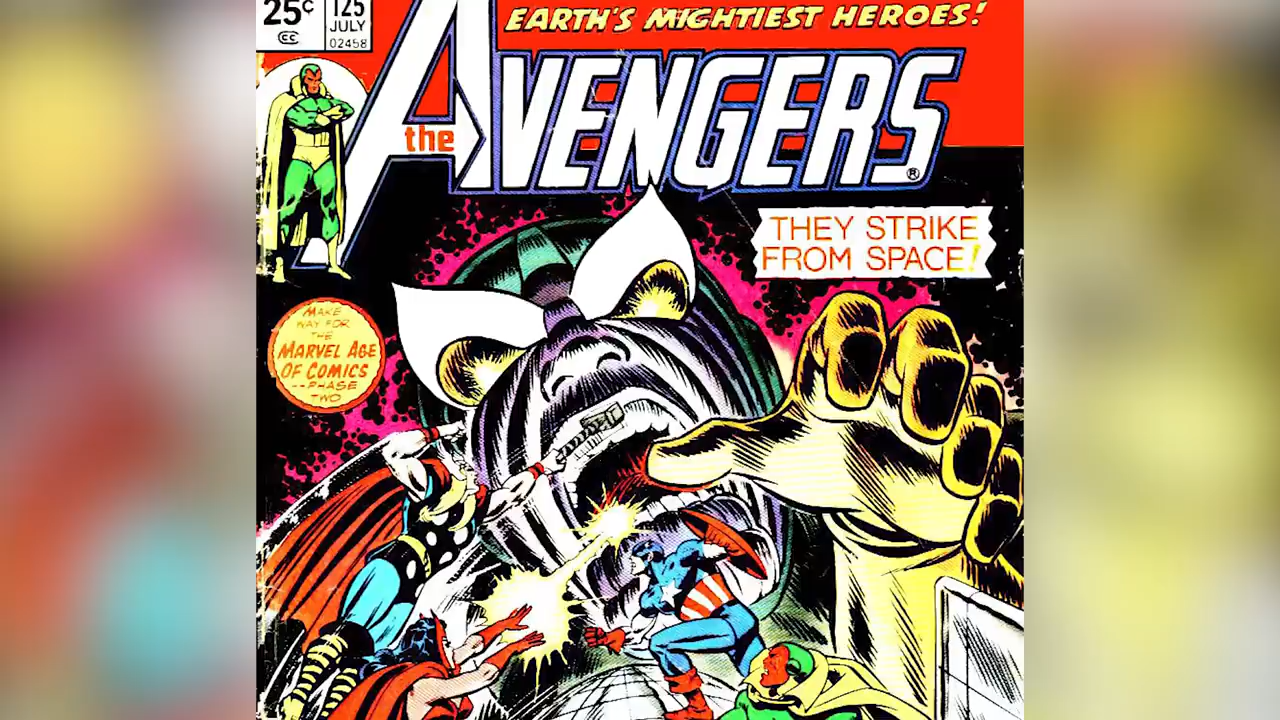 25¢
CC
125
JULY
02458
EARTH'S MIGHTIEST HEROES!
the AVENGERS®
THEY STRIKE
FROM SPACE!
MAKE
WAY FOR
THE
MARVEL AGE
OF COMICS
--PHASE
TWO